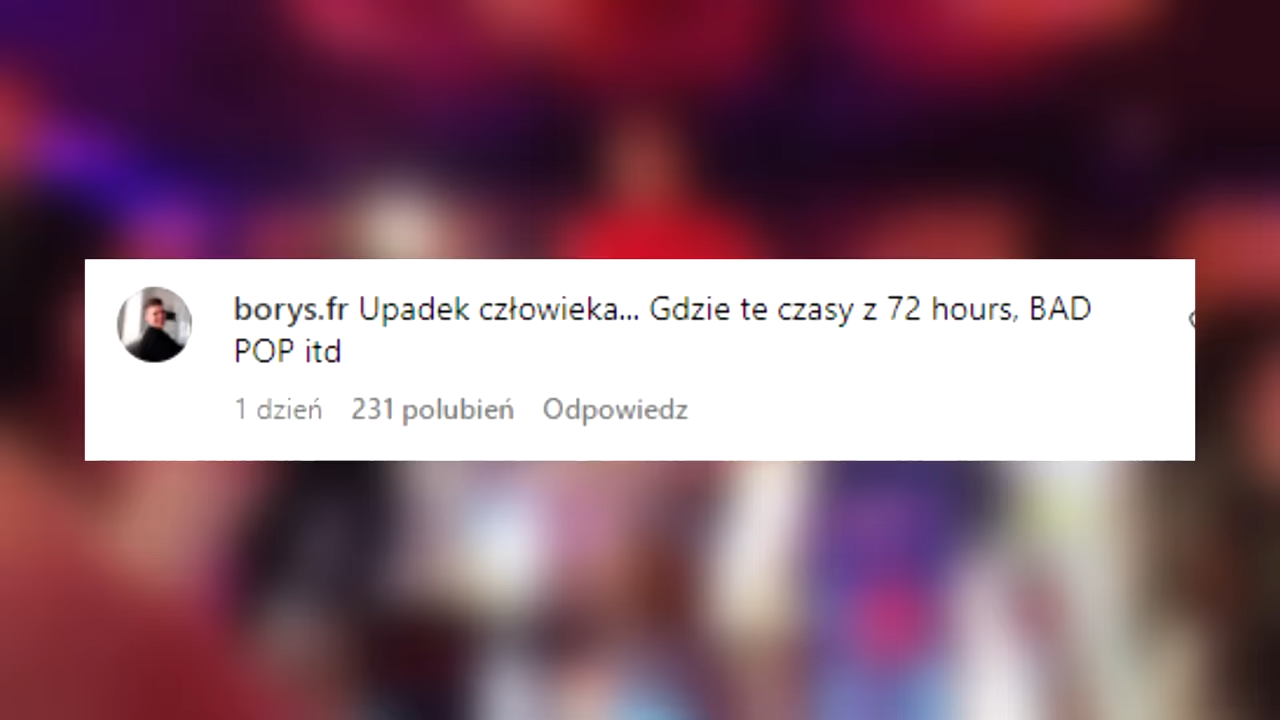 borys.fr Upadek człowieka... Gdzie te czasy z 72 hours, BAD
POP itd
1 dzień 231 polubień Odpowiedz